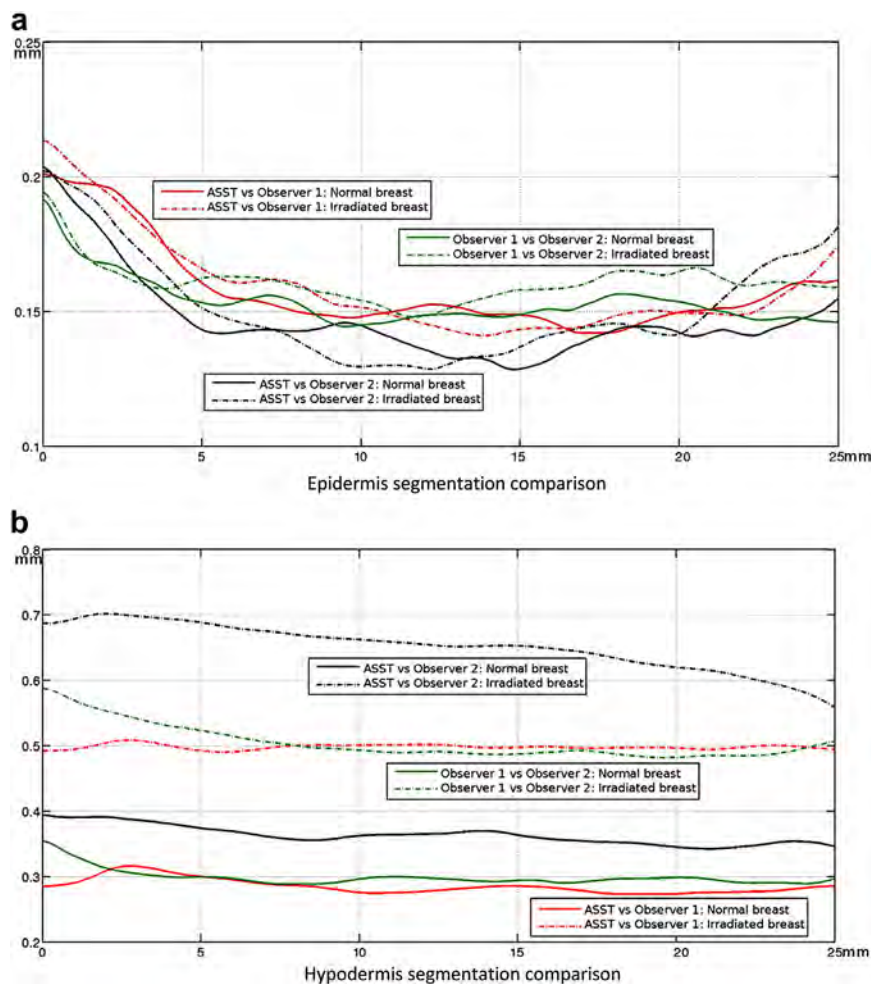 a
0.25
mm
0.2
ASST vs Observer 1: Normal breast
ASST vs Observer 1: Irradiated breast
Observer 1 vs Observer 2: Normal breast
Observer 1 vs Observer 2: Irradiated breast
0.15
ASST vs Observer 2: Normal breast
ASST vs Observer 2: Irradiated breast
0.1
0 5 10 15 20 25mm
Epidermis segmentation comparison
b
0.8
mm
0.7
ASST vs Observer 2: Normal breast
ASST vs Observer 2: Irradiated breast
0.6
0.5
Observer 1 vs Observer 2: Normal breast
Observer 1 vs Observer 2: Irradiated breast
0.4
0.3
ASST vs Observer 1: Normal breast
ASST vs Observer 1: Irradiated breast
0.2
0 5 10 15 20 25mm
Hypodermis segmentation comparison